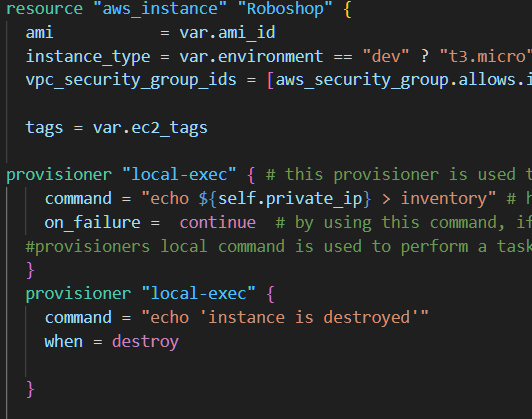 resource "aws_instance" "Roboshop" {
ami = var.ami_id
instance_type = var.environment == "dev" ? "t3.micro"
vpc_security_group_ids = [aws_security_group.allows.i
tags = var.ec2_tags
provisioner "local-exec" { # this provisioner is used t
command = "echo ${self.private_ip} > inventory" # h
on_failure = continue # by using this command, if
#provisioners local command is used to perform a task
}
provisioner "local-exec" {
command = "echo 'instance is destroyed'"
when = destroy
}